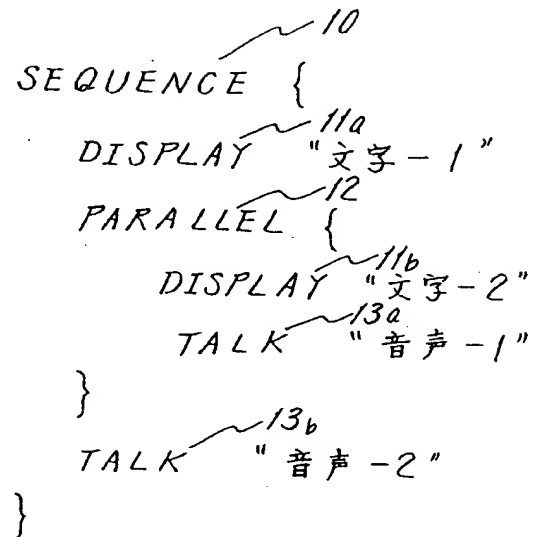 10
SEQUENCE {
11a
DISPLAY "文字-1"
12
PARALLEL {
11b
DISPLAY "文字-2"
13a
TALK "音声-1"
}
13b
TALK "音声-2"
}